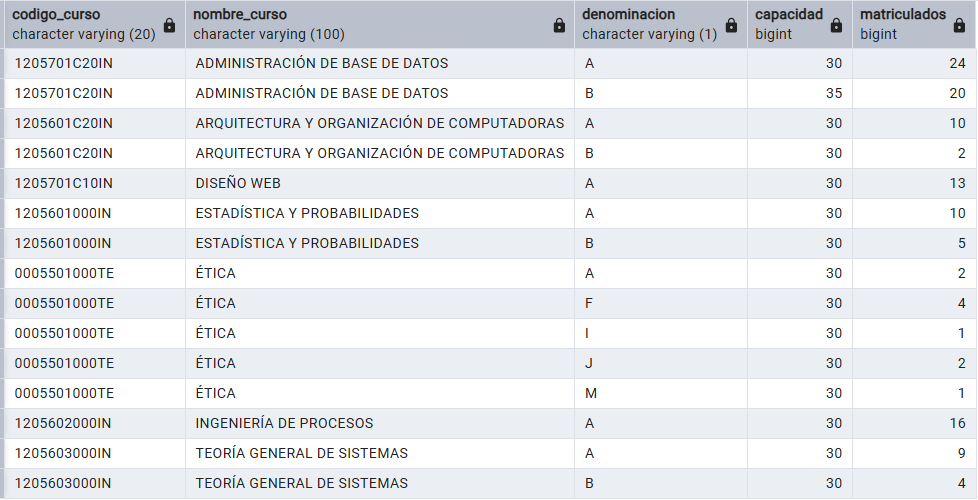 codigo_curso nombre_curso denominacion capacidad matriculados
character varying (20) character varying (100) character varying (1) bigint bigint
1205701C20IN ADMINISTRACIÓN DE BASE DE DATOS A 30 24
1205701C20IN ADMINISTRACIÓN DE BASE DE DATOS B 35 20
1205601C20IN ARQUITECTURA Y ORGANIZACIÓN DE COMPUTADORAS A 30 10
1205601C20IN ARQUITECTURA Y ORGANIZACIÓN DE COMPUTADORAS B 30 2
1205701C10IN DISEÑO WEB A 30 13
1205601000IN ESTADÍSTICA Y PROBABILIDADES A 30 10
1205601000IN ESTADÍSTICA Y PROBABILIDADES B 30 5
0005501000TE ÉTICA A 30 2
0005501000TE ÉTICA F 30 4
0005501000TE ÉTICA I 30 1
0005501000TE ÉTICA J 30 2
0005501000TE ÉTICA M 30 1
1205602000IN INGENIERÍA DE PROCESOS A 30 16
1205603000IN TEORÍA GENERAL DE SISTEMAS A 30 9
1205603000IN TEORÍA GENERAL DE SISTEMAS B 30 4